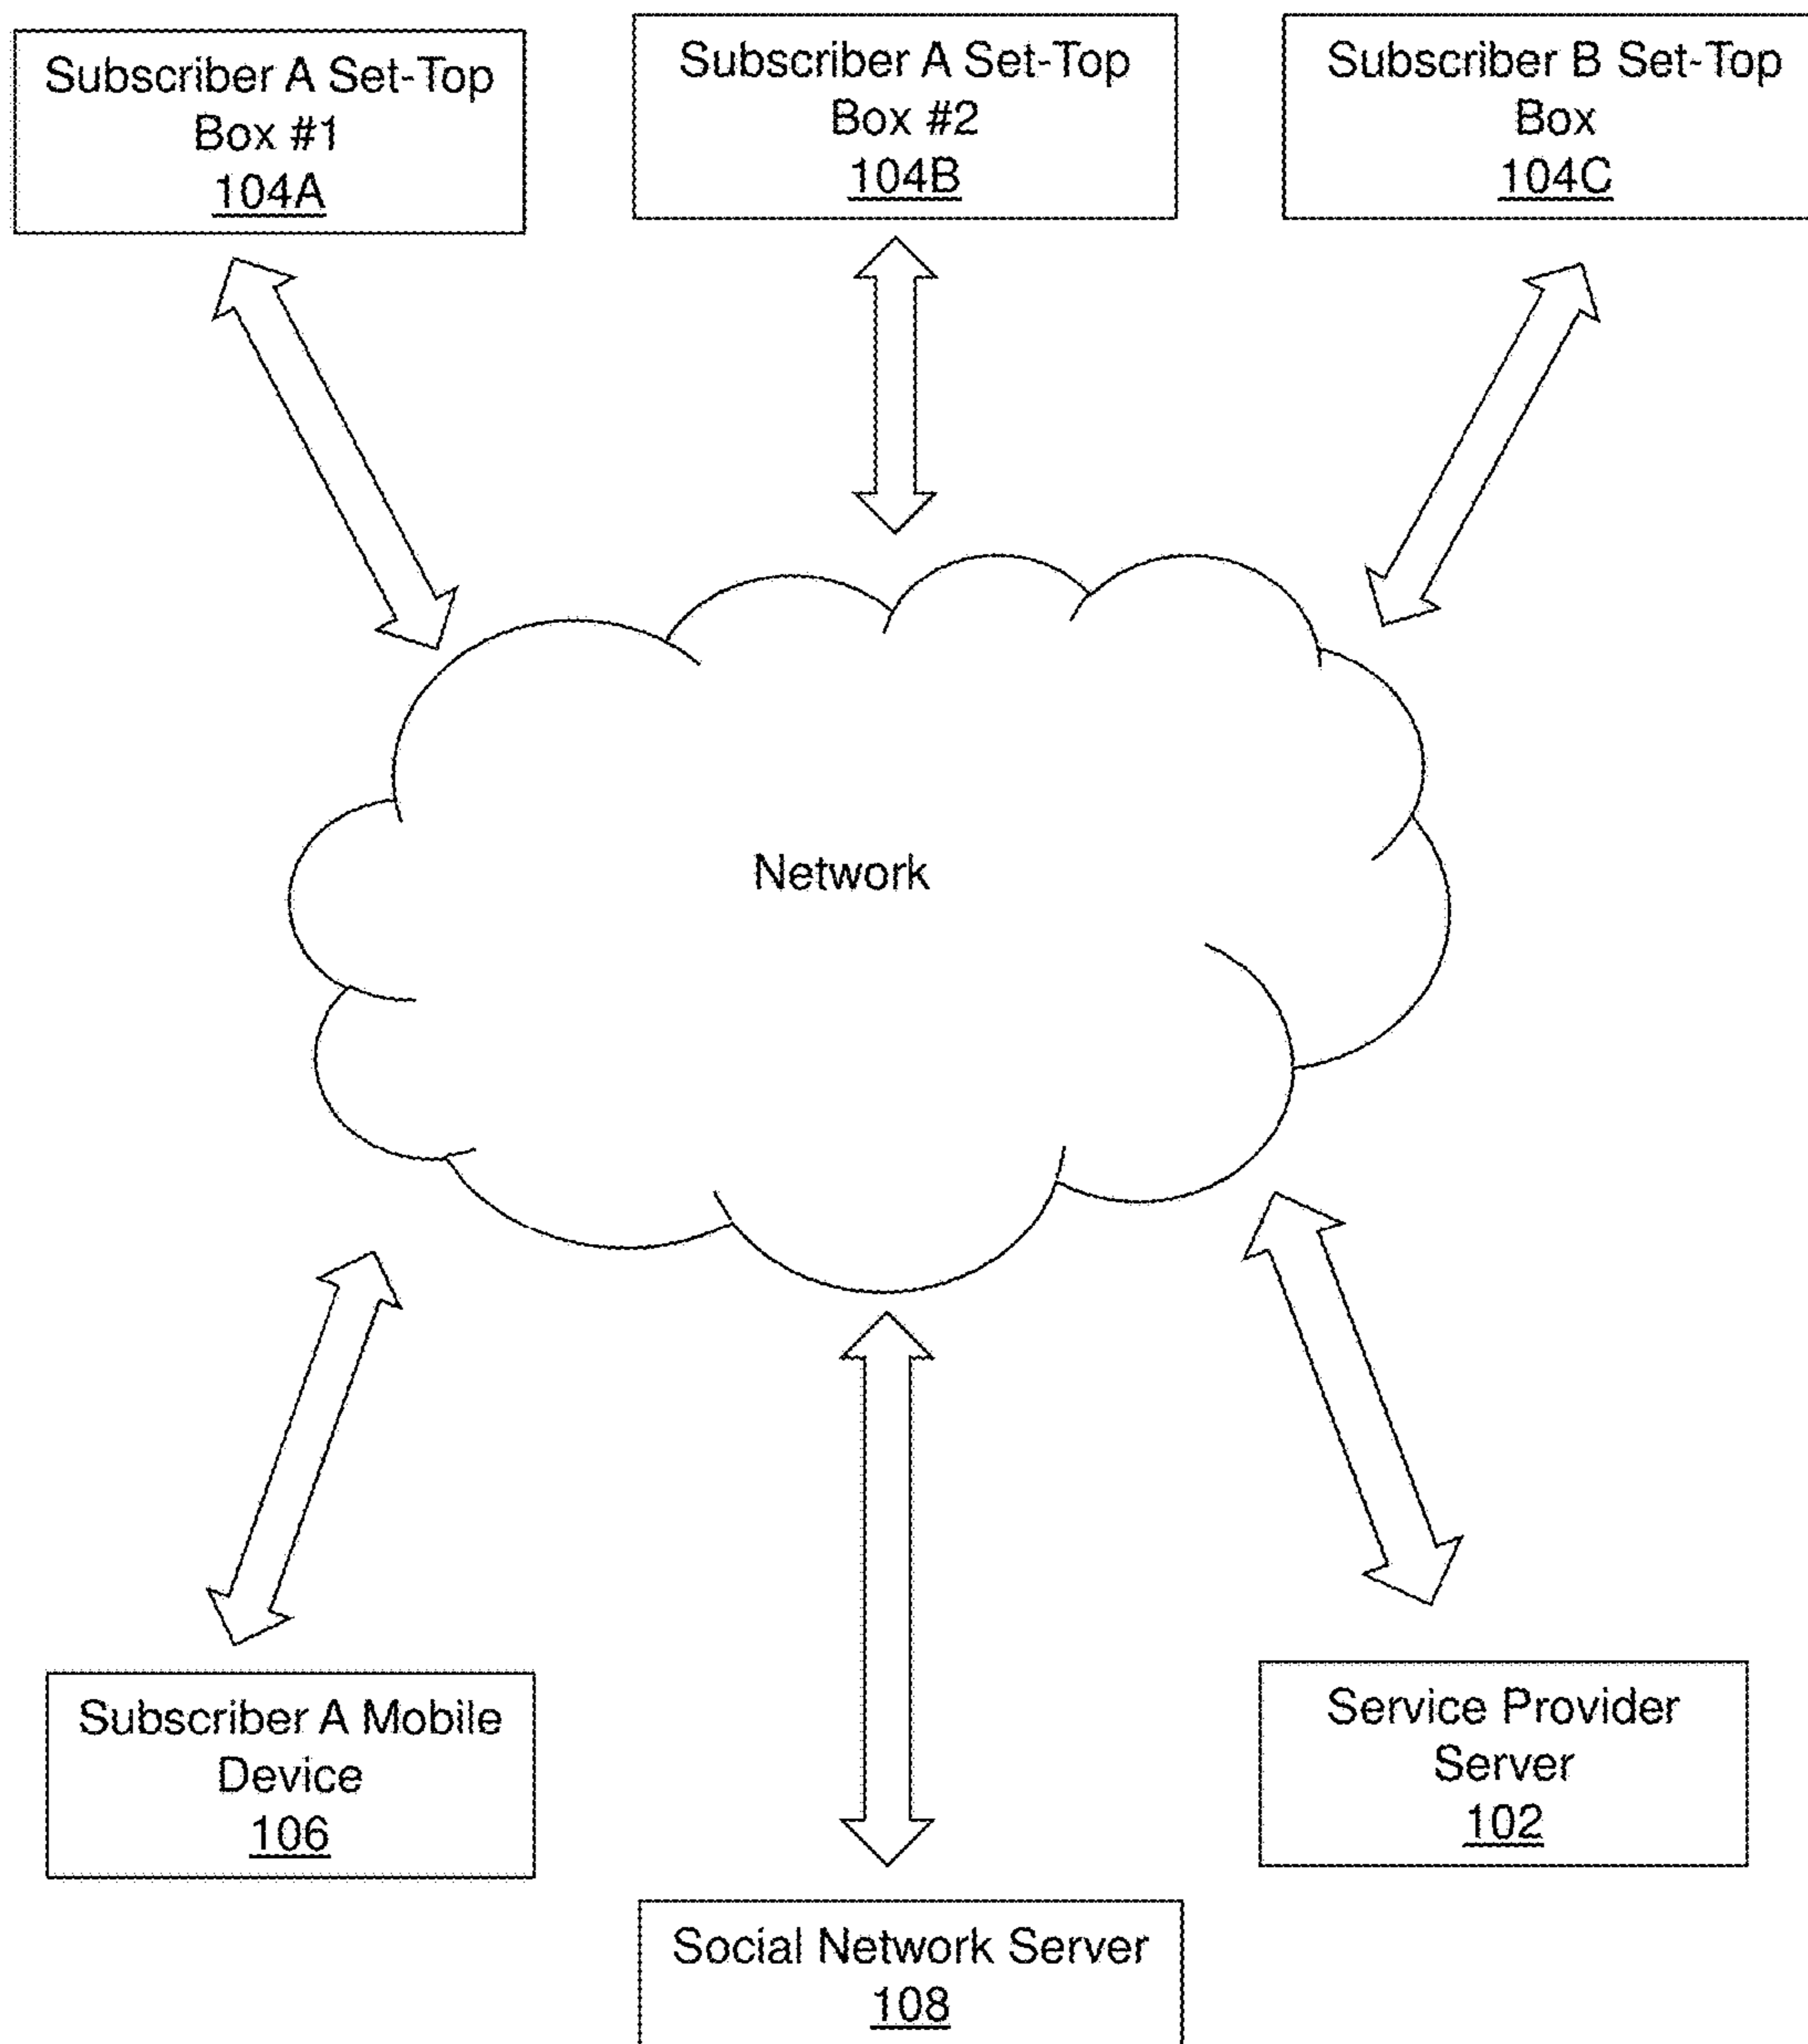 Subscriber A Set-Top
Box #1
104A
Subscriber A Set-Top
Box #2
104B
Subscriber B Set-Top
Box
104C
Network
Subscriber A Mobile
Device
106
Service Provider
Server
102
Social Network Server
108